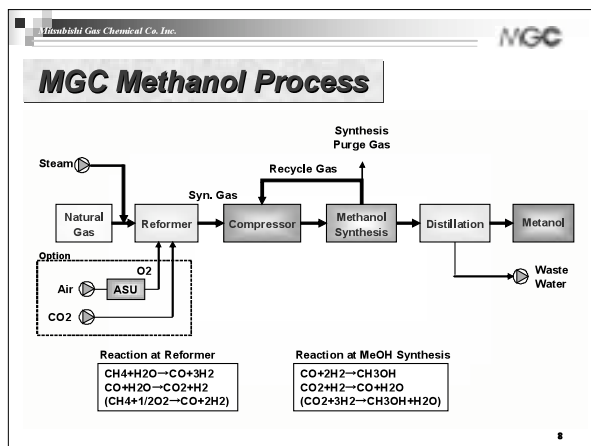 Mitsubishi Gas Chemical Co. Inc.
MGC
MGC Methanol Process
Synthesis
Purge Gas
Steam
Recycle Gas
Syn. Gas
Natural
Gas
Reformer
Compressor
Methanol
Synthesis
Distillation
Metanol
Option
O2
Air
ASU
CO2
Waste
Water
Reaction at Reformer
CH4+H2O→CO+3H2
CO+H2O→CO2+H2
(CH4+1/2O2→CO+2H2)
Reaction at MeOH Synthesis
CO+2H2→CH3OH
CO2+H2→CO+H2O
(CO2+3H2→CH3OH+H2O)
8